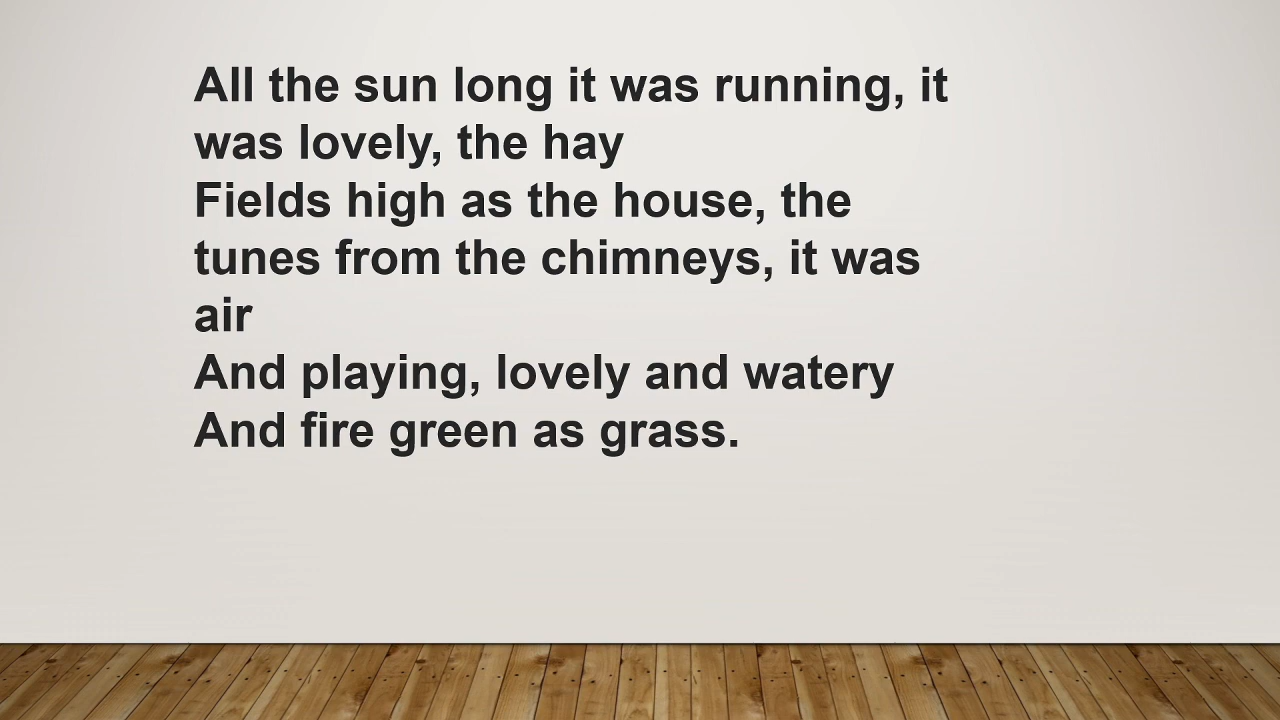 All the sun long it was running, it
was lovely, the hay
Fields high as the house, the
tunes from the chimneys, it was
air
And playing, lovely and watery
And fire green as grass.